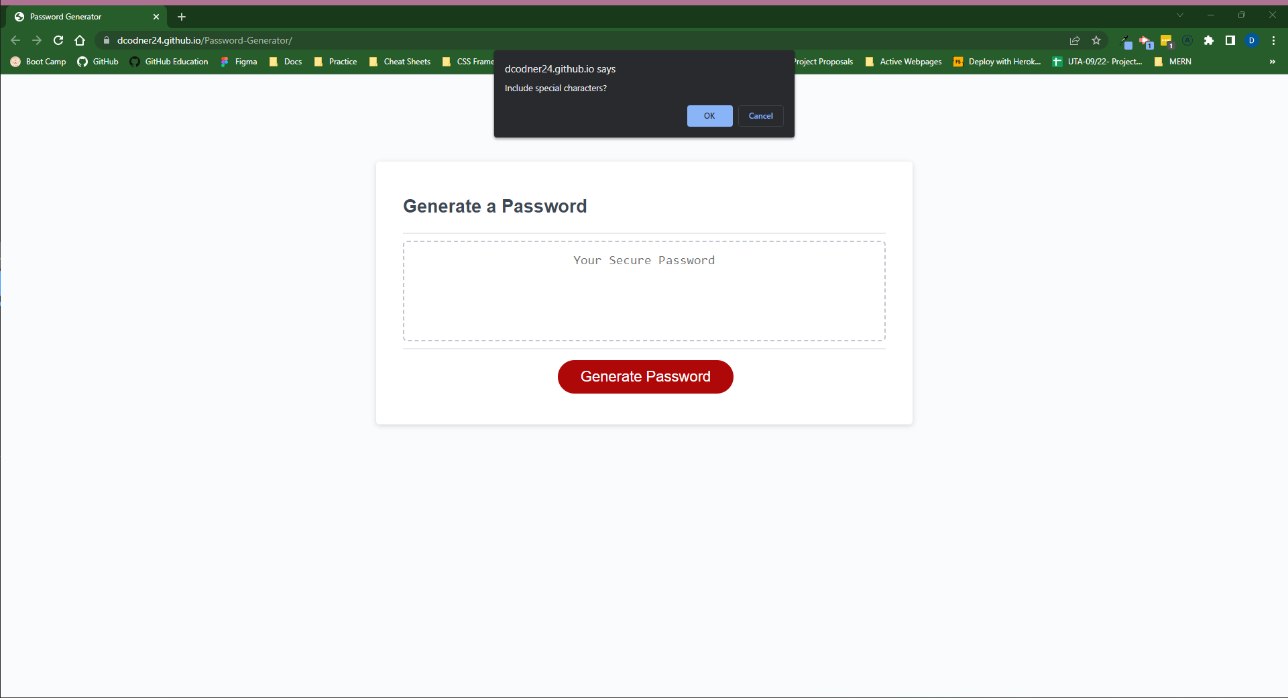 Password Generator
dcodner24.github.io/Password-Generator/
Boot Camp GitHub GitHub Education Figma Docs Practice Cheat Sheets CSS Frame Project Proposals Active Webpages Deploy with Herok... UTA-09/22- Project... MERN »
dcodner24.github.io says
Include special characters?
OK Cancel
Generate a Password
Your Secure Password
Generate Password